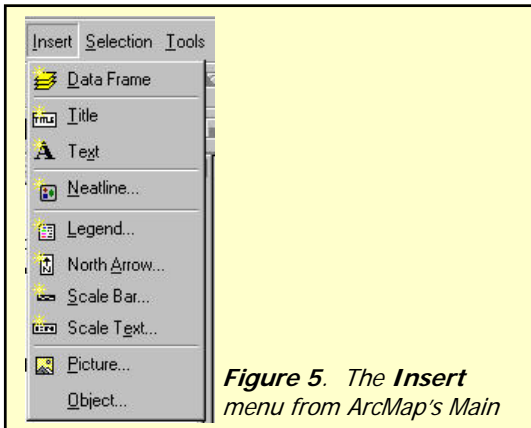 Insert Selection Tools
Data Frame
Title
Text
Neatline...
Legend...
North Arrow...
Scale Bar...
Scale Text...
Picture...
Object...
Figure 5. The Insert
menu from ArcMap's Main